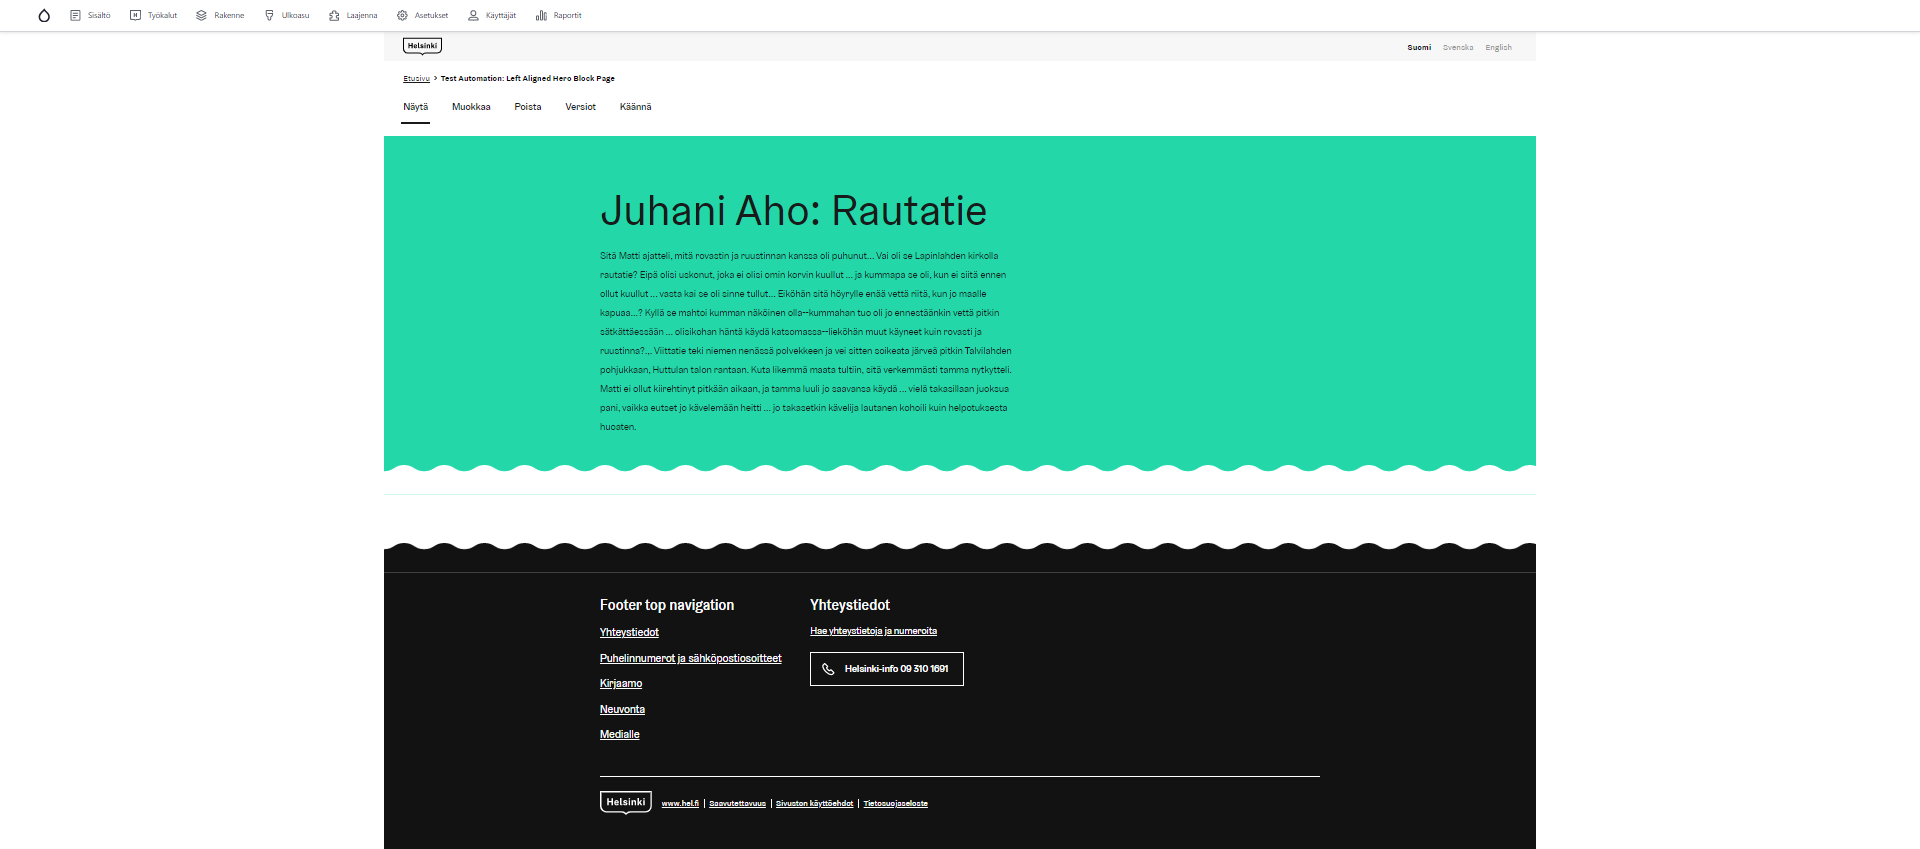 Sisältö Työkalut Rakenne Ulkoasu Laajenna Asetukset Käyttäjät Raportit
Helsinki
Suomi Svenska English
Etusivu > Test Automation: Left Aligned Hero Block Page
Näytä Muokkaa Poista Versiot Käännä
Juhani Aho: Rautatie
Sitä Matti ajatteli, mitä rovastin ja ruustinnan kanssa oli puhunut... Vai oli se Lapinlahden kirkolla
rautatie? Eipä olisi uskonut, joka ei olisi omin korvin kuullut ... ja kummapa se oli, kun ei siitä ennen
ollut kuullut ... vasta kai se oli sinne tullut... Eiköhän sitä höyrylle enää vettä riitä, kun jo maalle
kapuaa...? Kyllä se mahtoi kumman näköinen olla--kummahan tuo oli jo ennestäänkin vettä pitkin
sätkättäessään ... olisikohan häntä käydä katsomassa--lieköhän muut käyneet kuin rovasti ja
ruustinna?.,. Viittatie teki niemen nenässä polvekkeen ja vei sitten soikeata järveä pitkin Talvilahden
pohjukkaan, Huttulan talon rantaan. Kuta likemmä maata tultiin, sitä verkemmästi tamma nytkytteli.
Matti ei ollut kiirehtinyt pitkään aikaan, ja tamma luuli jo saavansa käydä ... vielä takasillaan juoksua
pani, vaikka eutset jo kävelemään heitti ... jo takasetkin kävelijä lautanen kohoili kuin helpotuksesta
huoaten.
Footer top navigation
Yhteystiedot
Puhelinnumerot ja sähköpostiosoitteet
Kirjaamo
Neuvonta
Medialle
Yhteystiedot
Hae yhteystietoja ja numeroita
Helsinki-info 09 310 1691
Helsinki www.hel.fi | Saavutettavuus | Sivuston käyttöehdot | Tietosuojaseloste